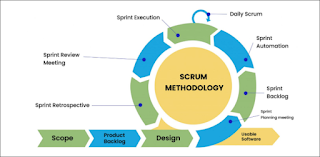 Sprint Execution
Daily Scrum
Sprint Review
Meeting
Sprint
Automation
SCRUM
METHODOLOGY
Sprint
Backlog
Sprint Retrospective
Sprint
Planning meeting
Scope
Product
Backlog
Design
Usable
Software